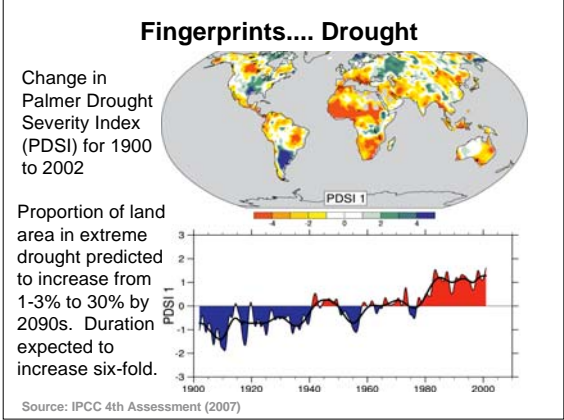 Fingerprints.... Drought
Change in
Palmer Drought
Severity Index
(PDSI) for 1900
to 2002
PDSI 1
-4 -2 0 2 4
Proportion of land
area in extreme
drought predicted
to increase from
1-3% to 30% by
2090s. Duration
expected to
increase six-fold.
PDSI 1
3
2
1
0
-1
-2
-3
1900 1920 1940 1960 1980 2000
Source: IPCC 4th Assessment (2007)